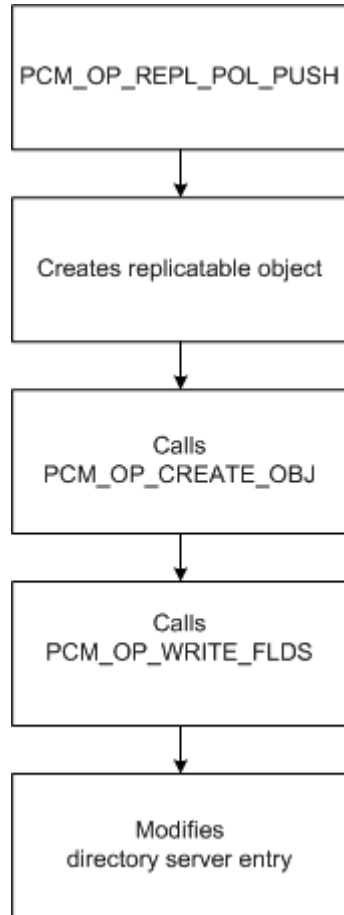 PCM_OP_REPL_POL_PUSH
Creates replicatable object
Calls
PCM_OP_CREATE_OBJ
Calls
PCM_OP_WRITE_FLDS
Modifies
directory server entry